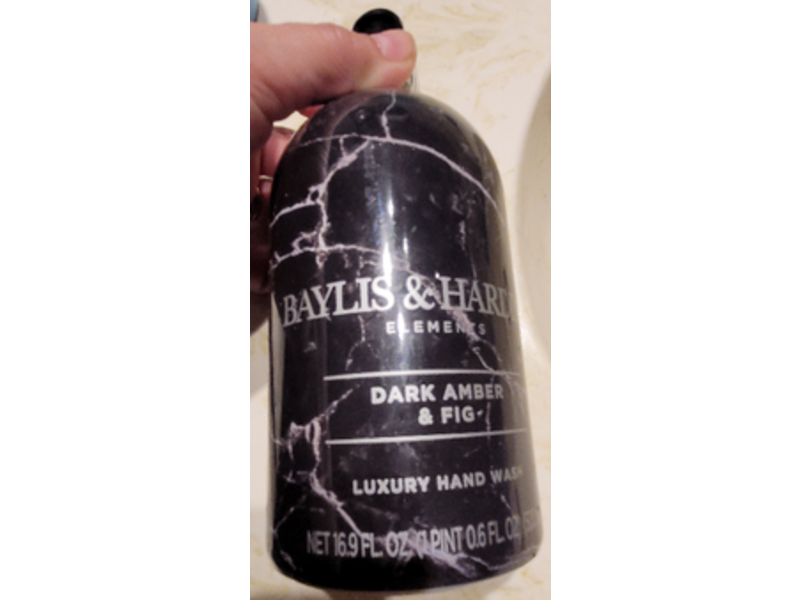 BAYLIS & HARD
ELEMENTS
DARK AMBER
& FIG
LUXURY HAND WASH
NET 16.9 FL. OZ. (1 PINT 0.6 FL. OZ)